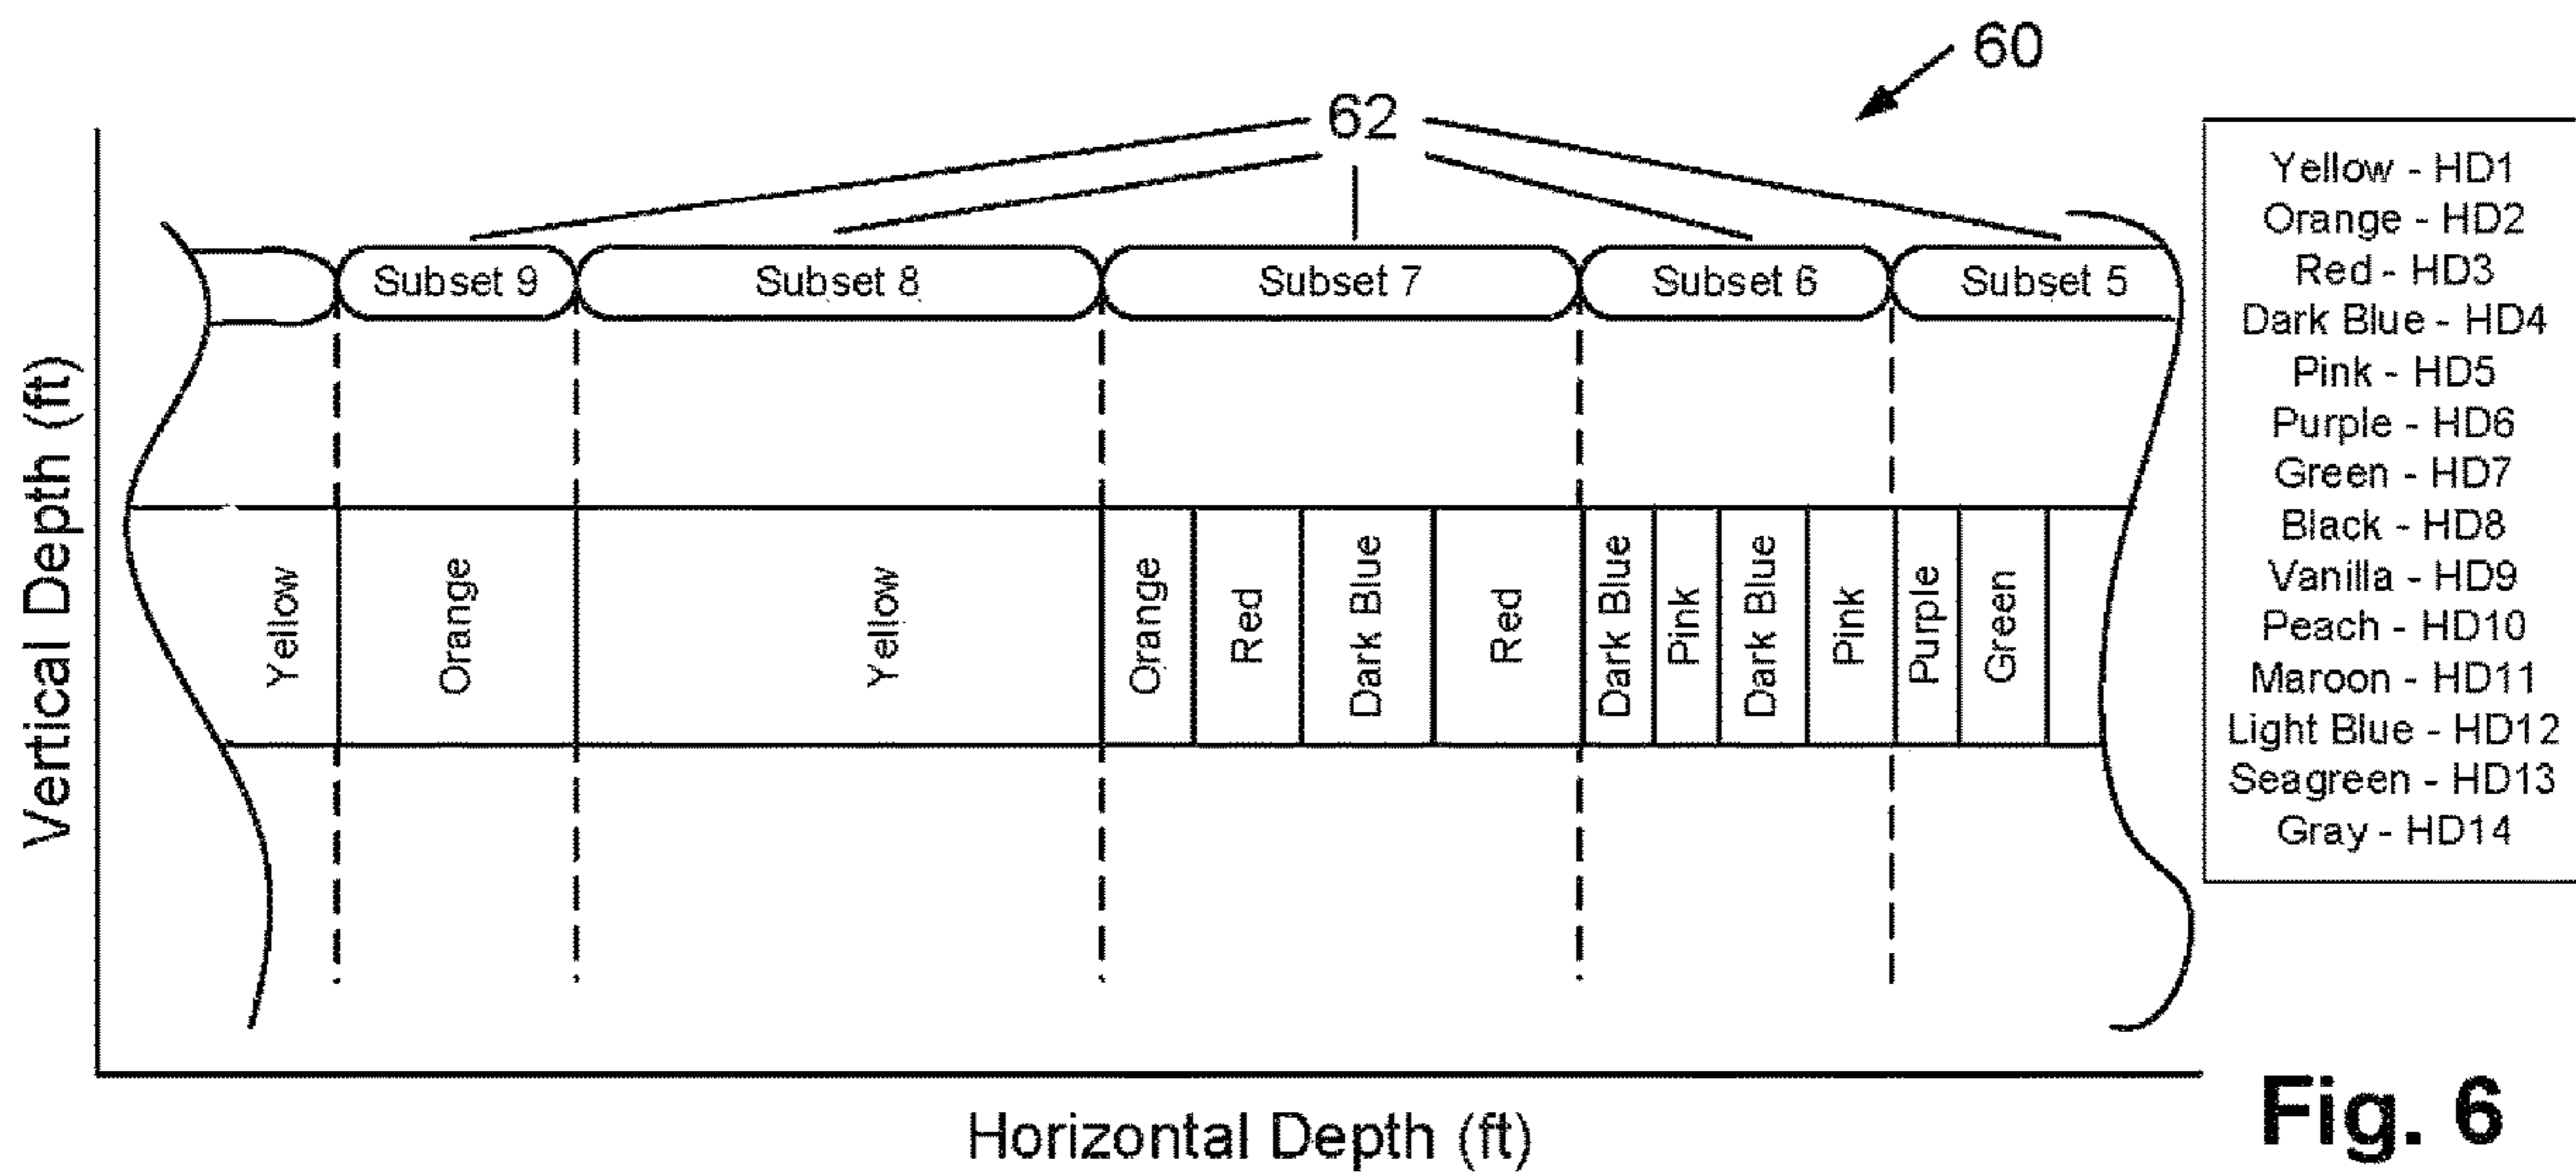 60
62
Subset 9
Subset 8
Subset 7
Subset 6
Subset 5
Vertical Depth (ft)
Yellow
Orange
Yellow
Orange
Red
Dark Blue
Red
Dark Blue
Pink
Dark Blue
Pink
Purple
Green
Horizontal Depth (ft)
Yellow - HD1
Orange - HD2
Red - HD3
Dark Blue - HD4
Pink - HD5
Purple - HD6
Green - HD7
Black - HD8
Vanilla - HD9
Peach - HD10
Maroon - HD11
Light Blue - HD12
Seagreen - HD13
Gray - HD14
Fig. 6